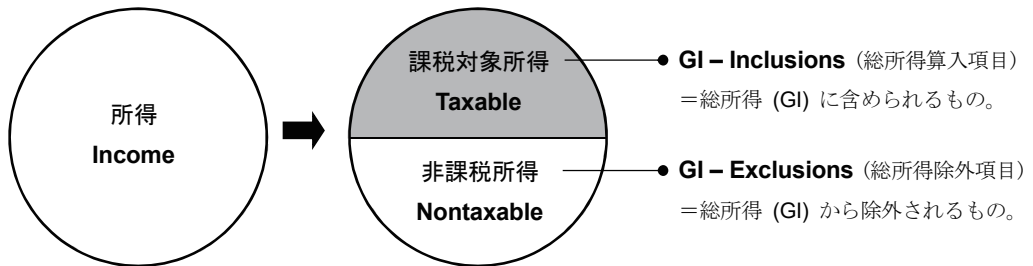 所得
Income
課税対象所得
Taxable
非課税所得
Nontaxable
GI – Inclusions（総所得算入項目）
＝総所得 (GI) に含められるもの。
GI – Exclusions（総所得除外項目）
＝総所得 (GI) から除外されるもの。